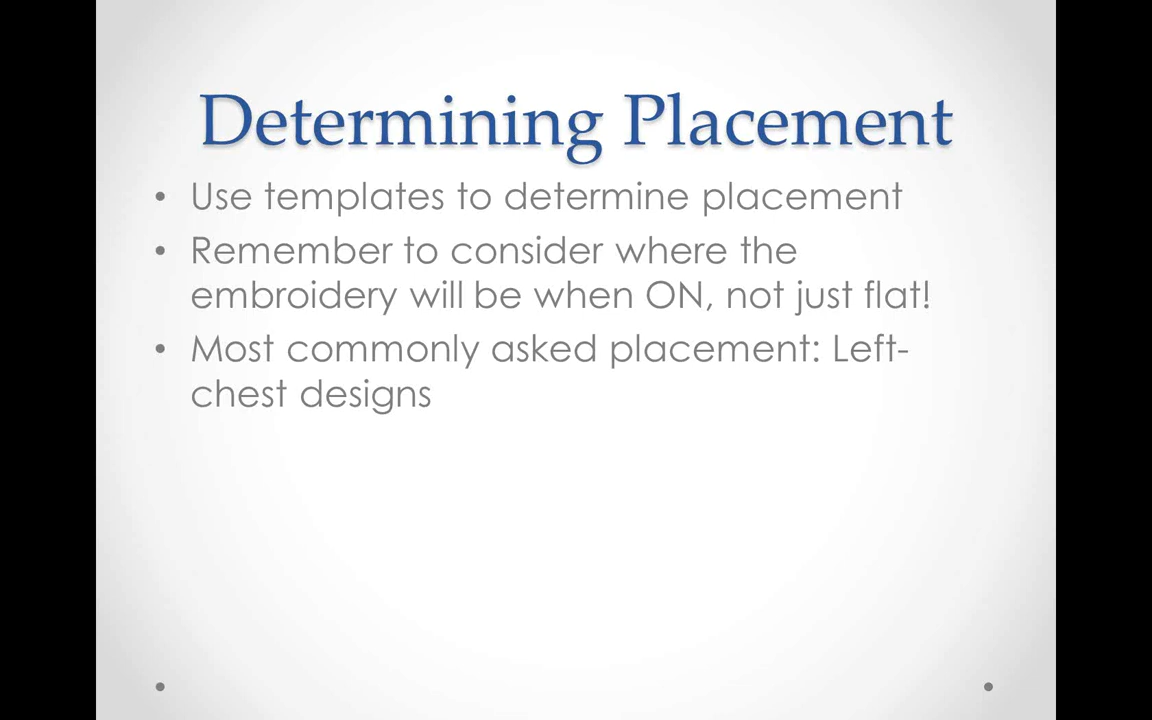 Determining Placement
• Use templates to determine placement
• Remember to consider where the
embroidery will be when ON, not just flat!
• Most commonly asked placement: Left-
chest designs